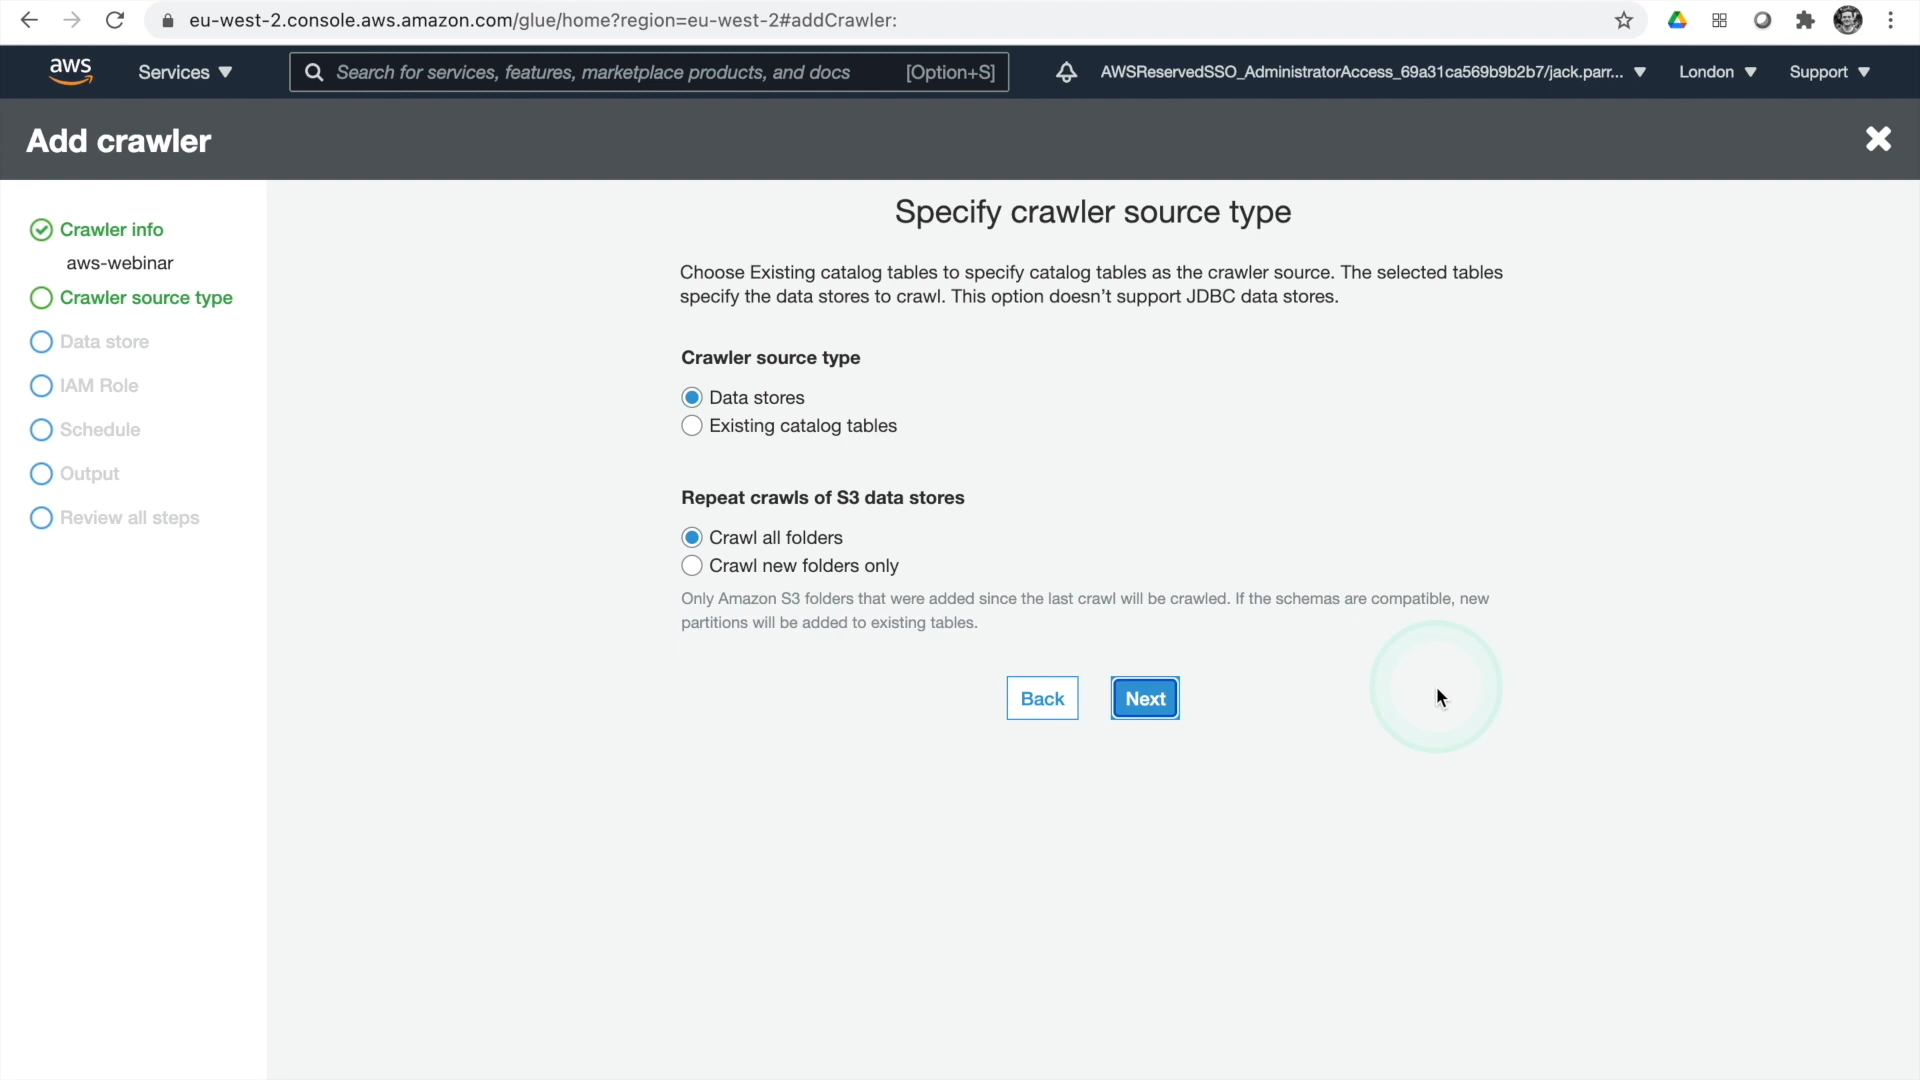 eu-west-2.console.aws.amazon.com/glue/home?region=eu-west-2#addCrawler:
aws
Services
Search for services, features, marketplace products, and docs
[Option+S]
AWSReservedSSO_AdministratorAccess_69a31ca569b9b2b7/jack.parr...
London
Support
Add crawler
Crawler info
aws-webinar
Crawler source type
Data store
IAM Role
Schedule
Output
Review all steps
Specify crawler source type
Choose Existing catalog tables to specify catalog tables as the crawler source. The selected tables
specify the data stores to crawl. This option doesn't support JDBC data stores.
Crawler source type
Data stores
Existing catalog tables
Repeat crawls of S3 data stores
Crawl all folders
Crawl new folders only
Only Amazon S3 folders that were added since the last crawl will be crawled. If the schemas are compatible, new
partitions will be added to existing tables.
Back
Next